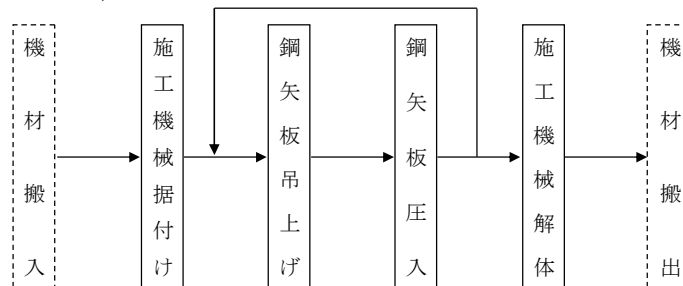 機材搬入
施工機械据付け
鋼矢板吊上げ
鋼矢板圧入
施工機械解体
機材搬出